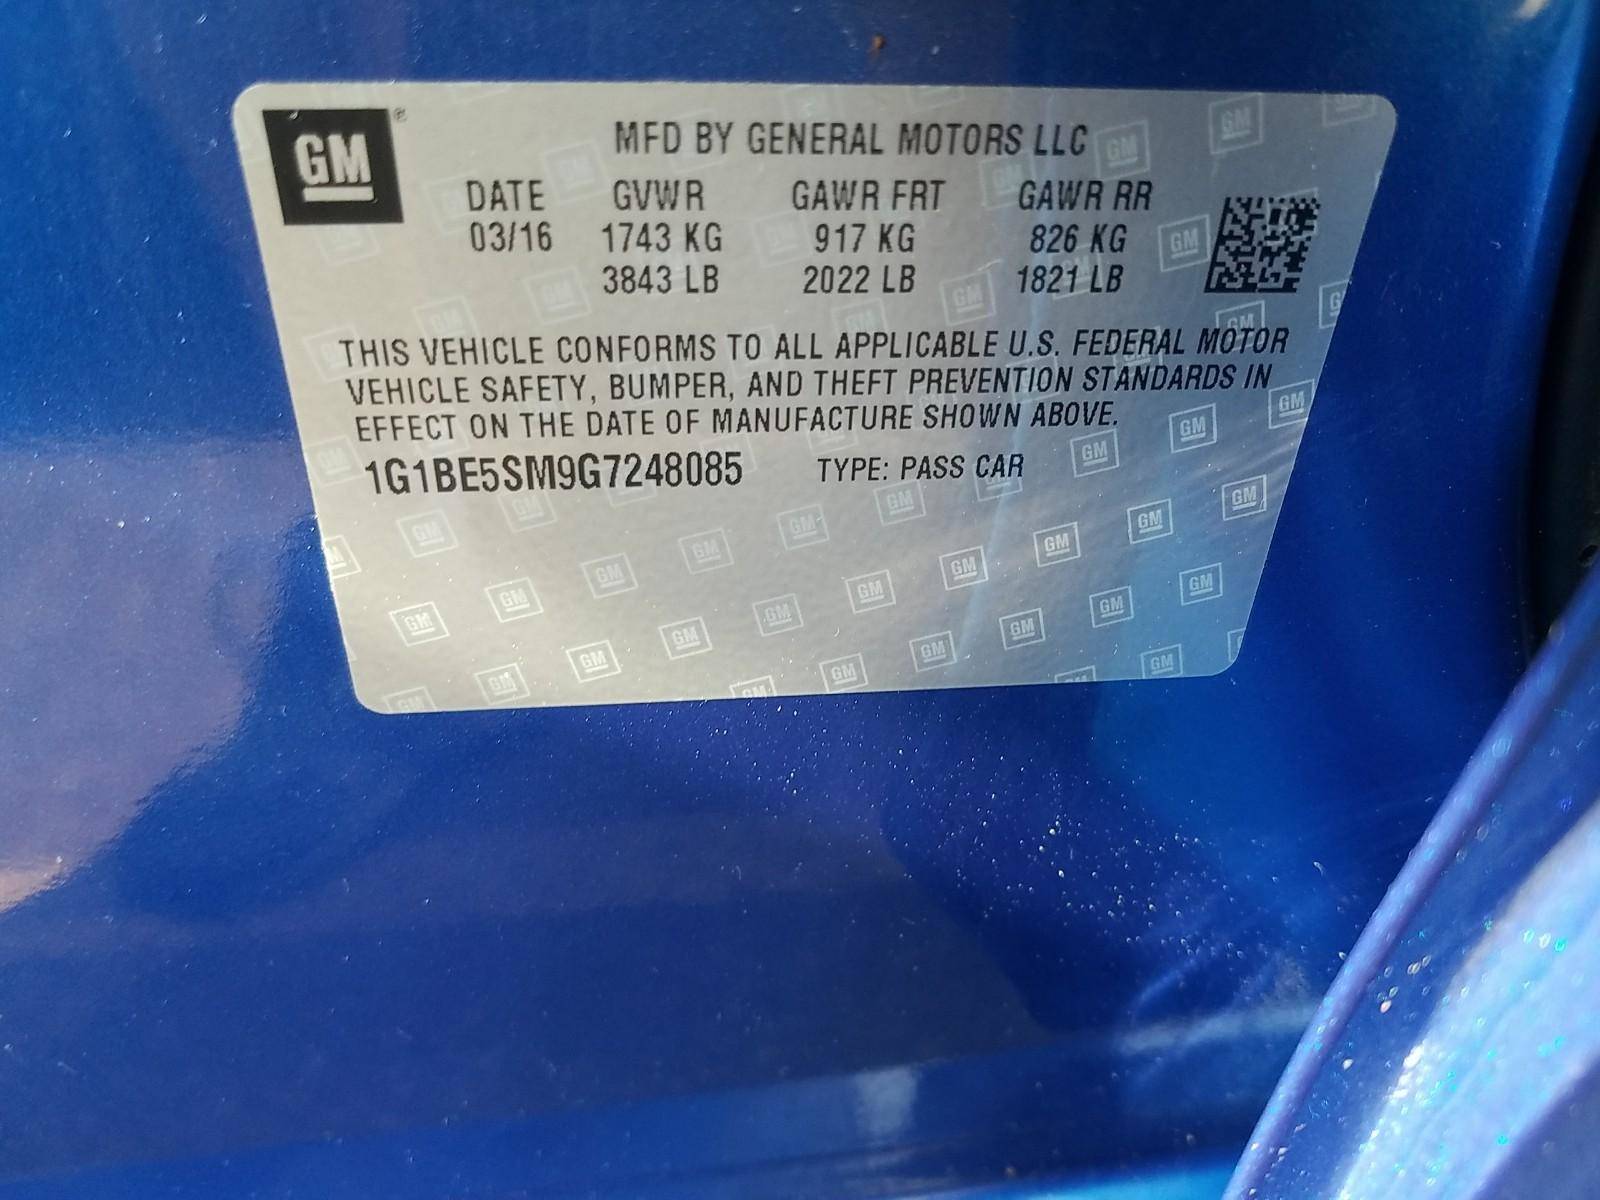 GM ®
MFD BY GENERAL MOTORS LLC
DATE GVWR GAWR FRT GAWR RR
03/16 1743 KG 917 KG 826 KG
3843 LB 2022 LB 1821 LB
THIS VEHICLE CONFORMS TO ALL APPLICABLE U.S. FEDERAL MOTOR
VEHICLE SAFETY, BUMPER, AND THEFT PREVENTION STANDARDS IN
EFFECT ON THE DATE OF MANUFACTURE SHOWN ABOVE.
1G1BE5SM9G7248085 TYPE: PASS CAR